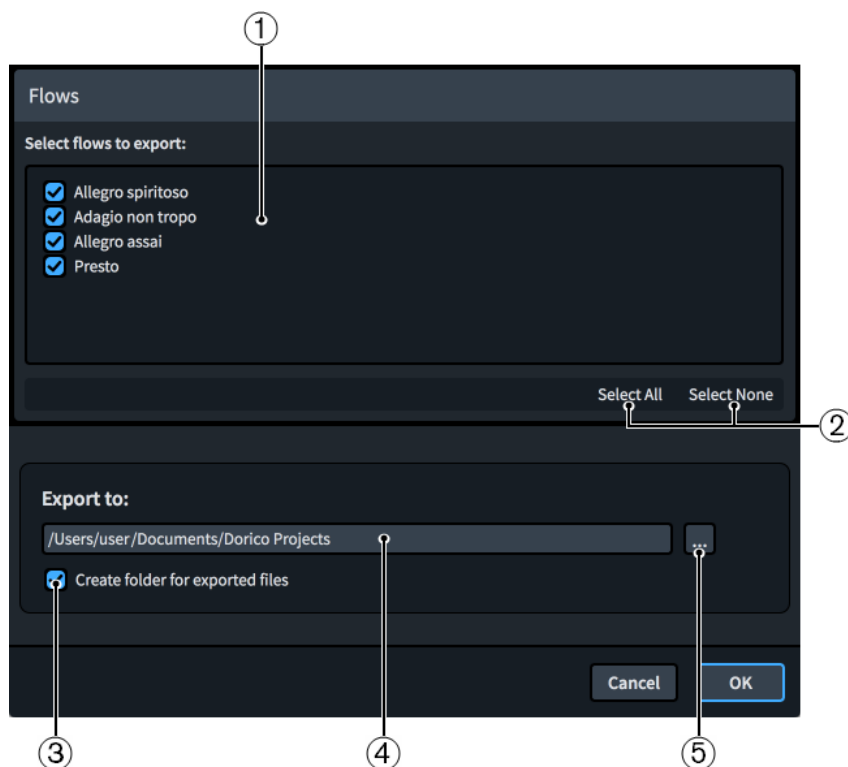 ①
Flows
Select flows to export:
Allegro spiritoso
Adagio non tropo
Allegro assai
Presto
Select All Select None
②
Export to:
/Users/user/Documents/Dorico Projects ...
Create folder for exported files
Cancel OK
③ ④ ⑤